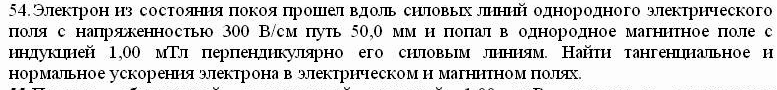 54.Электрон из состояния покоя прошел вдоль силовых линий однородного электрического
поля с напряженностью 300 В/см путь 50,0 мм и попал в однородное магнитное поле с
индукцией 1,00 мТл перпендикулярно его силовым линиям. Найти тангенциальное и
нормальное ускорения электрона в электрическом и магнитном полях.